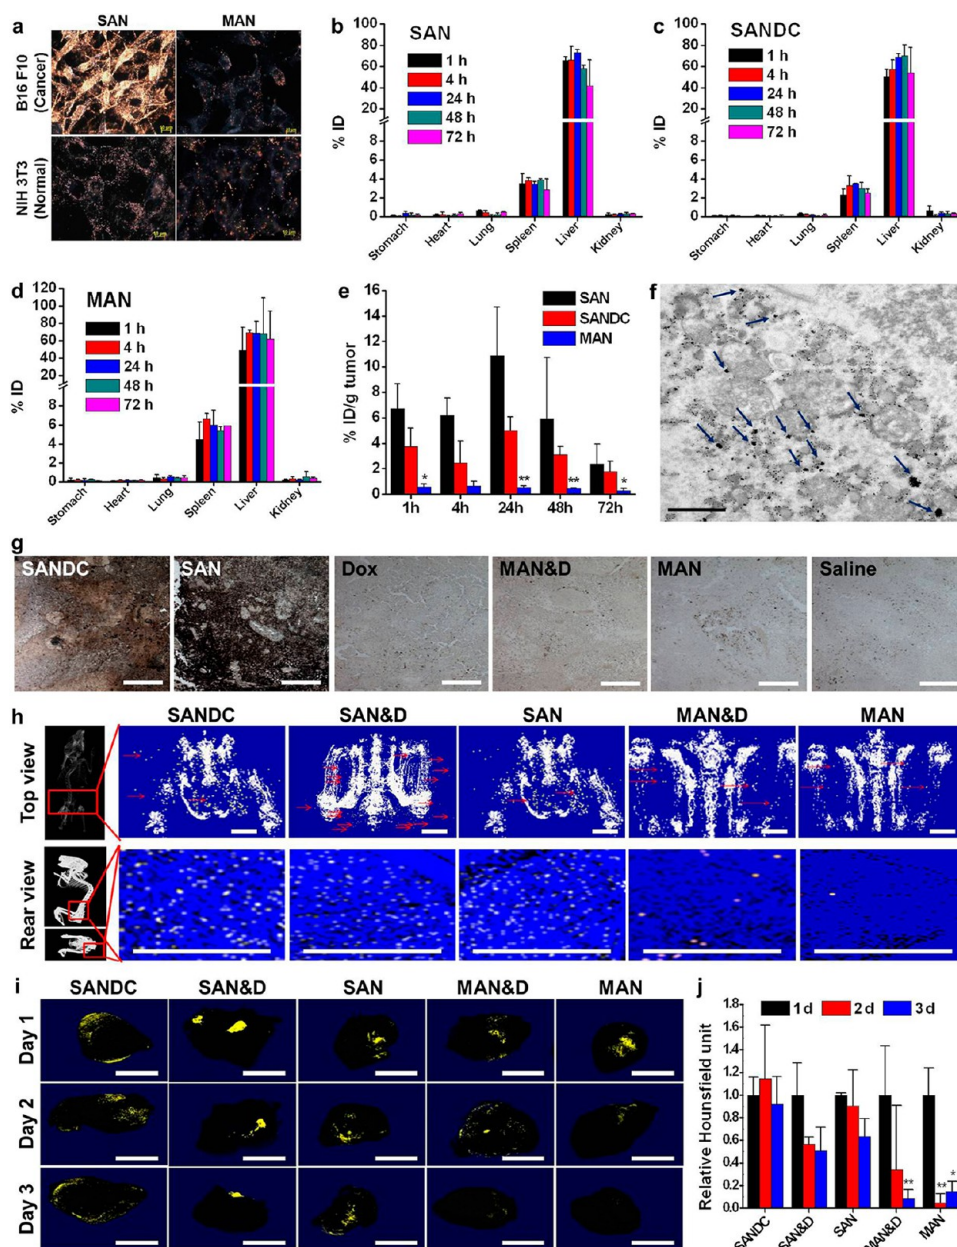 a
SAN
MAN
B16 F10
(Cancer)
NIH 3T3
(Normal)
b
SAN
1 h
4 h
24 h
48 h
72 h
% ID
100
80
60
40
20
8
6
4
2
0
Stomach
Heart
Lung
Spleen
Liver
Kidney
c
SANDC
1 h
4 h
24 h
48 h
72 h
% ID
100
80
60
40
20
8
6
4
2
0
Stomach
Heart
Lung
Spleen
Liver
Kidney
d
MAN
1 h
4 h
24 h
48 h
72 h
% ID
120
100
80
60
40
20
8
6
4
2
0
Stomach
Heart
Lung
Spleen
Liver
Kidney
e
SAN
SANDC
MAN
% ID/g tumor
16
14
12
10
8
6
4
2
0
* ** ** *
1h 4h 24h 48h 72h
f
g
SANDC SAN Dox MAN&D MAN Saline
h
SANDC SAN&D SAN MAN&D MAN
Top view
Rear view
i
SANDC SAN&D SAN MAN&D MAN
Day 1
Day 2
Day 3
j
1 d 2 d 3 d
Relative Hounsfield unit
1.8
1.6
1.4
1.2
1.0
0.8
0.6
0.4
0.2
0.0
** ** *
SANDC
SAN&D
SAN
MAN&D
MAN